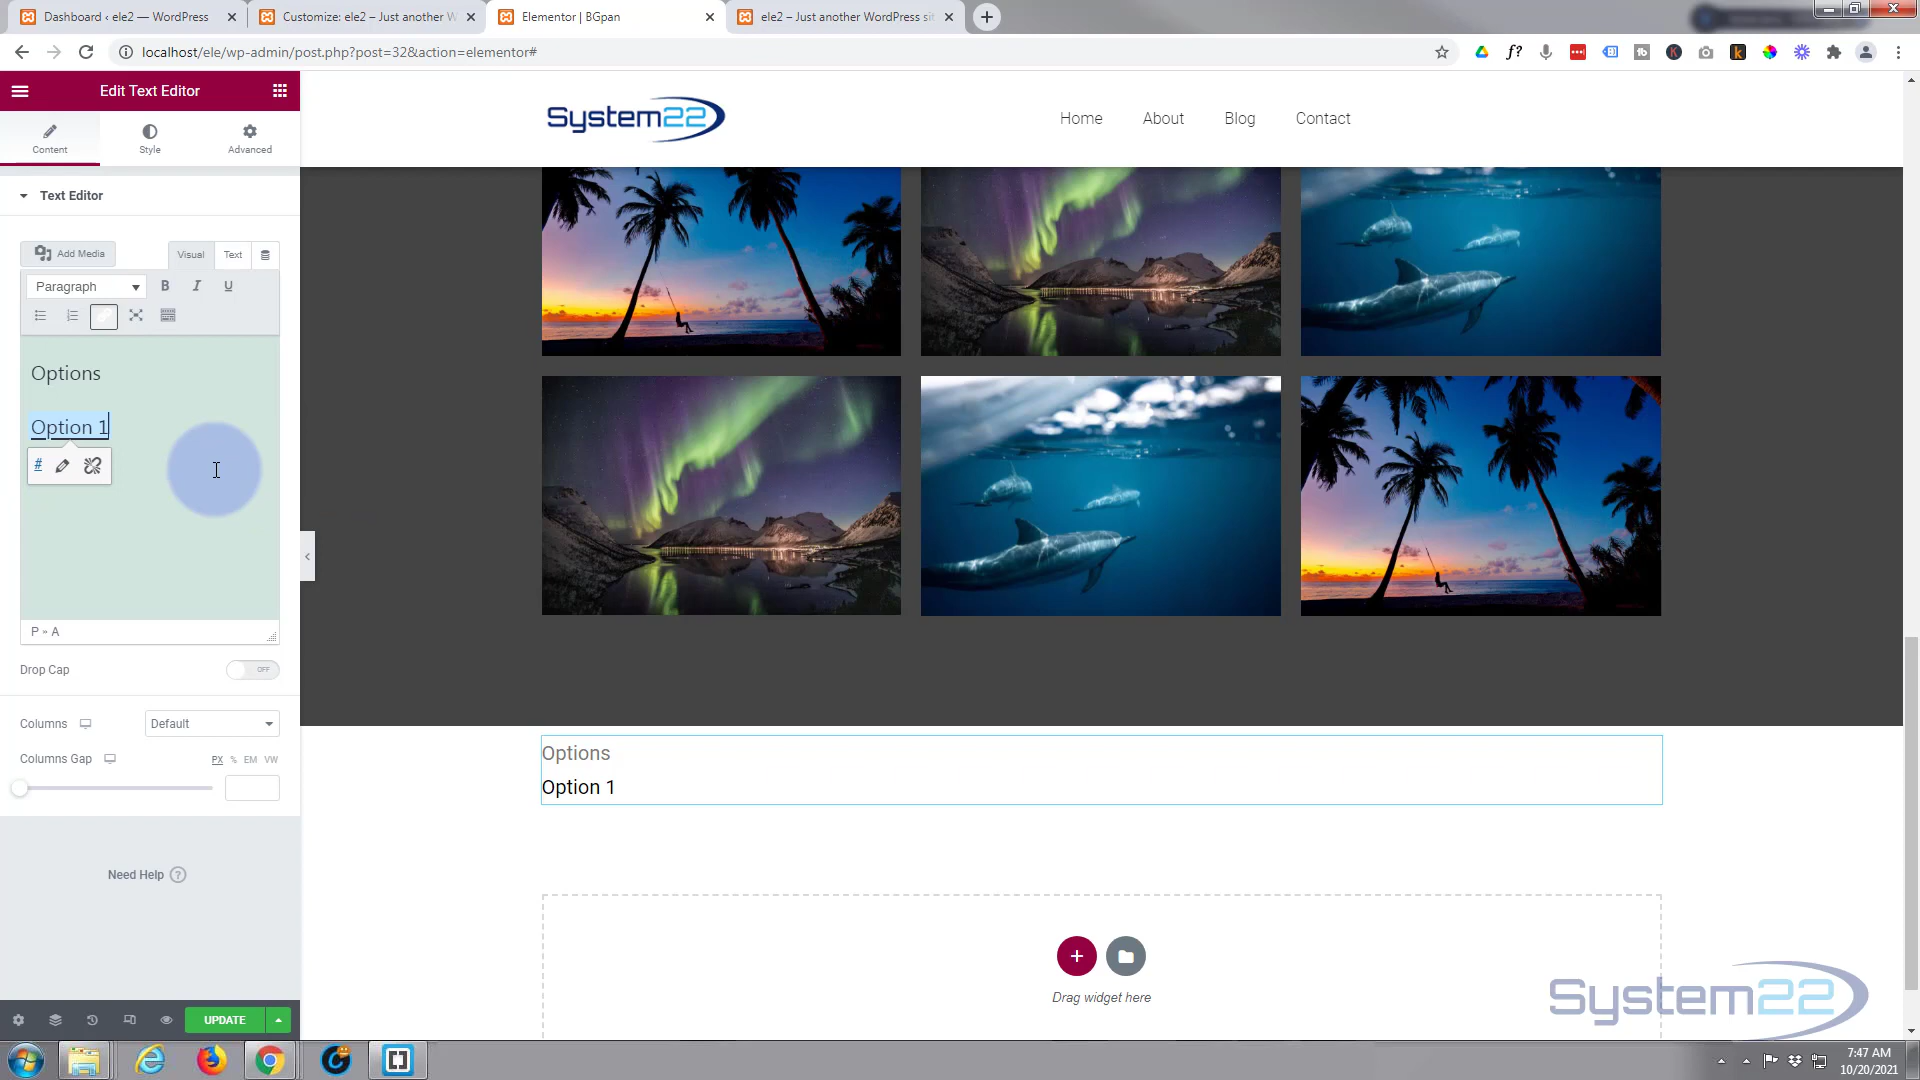 Dashboard ‹ ele2 — WordPress
Customize: ele2 – Just another W
Elementor | BGpan
ele2 – Just another WordPress sit
localhost/ele/wp-admin/post.php?post=32&action=elementor#
Edit Text Editor
Content
Style
Advanced
System22
Home
About
Blog
Contact
Text Editor
Add Media
Visual
Text
Paragraph
B
I
U
Options
Option 1
#
P » A
Drop Cap
OFF
Columns
Default
Columns Gap
PX
%
EM
VW
Need Help
?
UPDATE
Options
Option 1
+
Drag widget here
System22
7:47 AM
10/20/2021